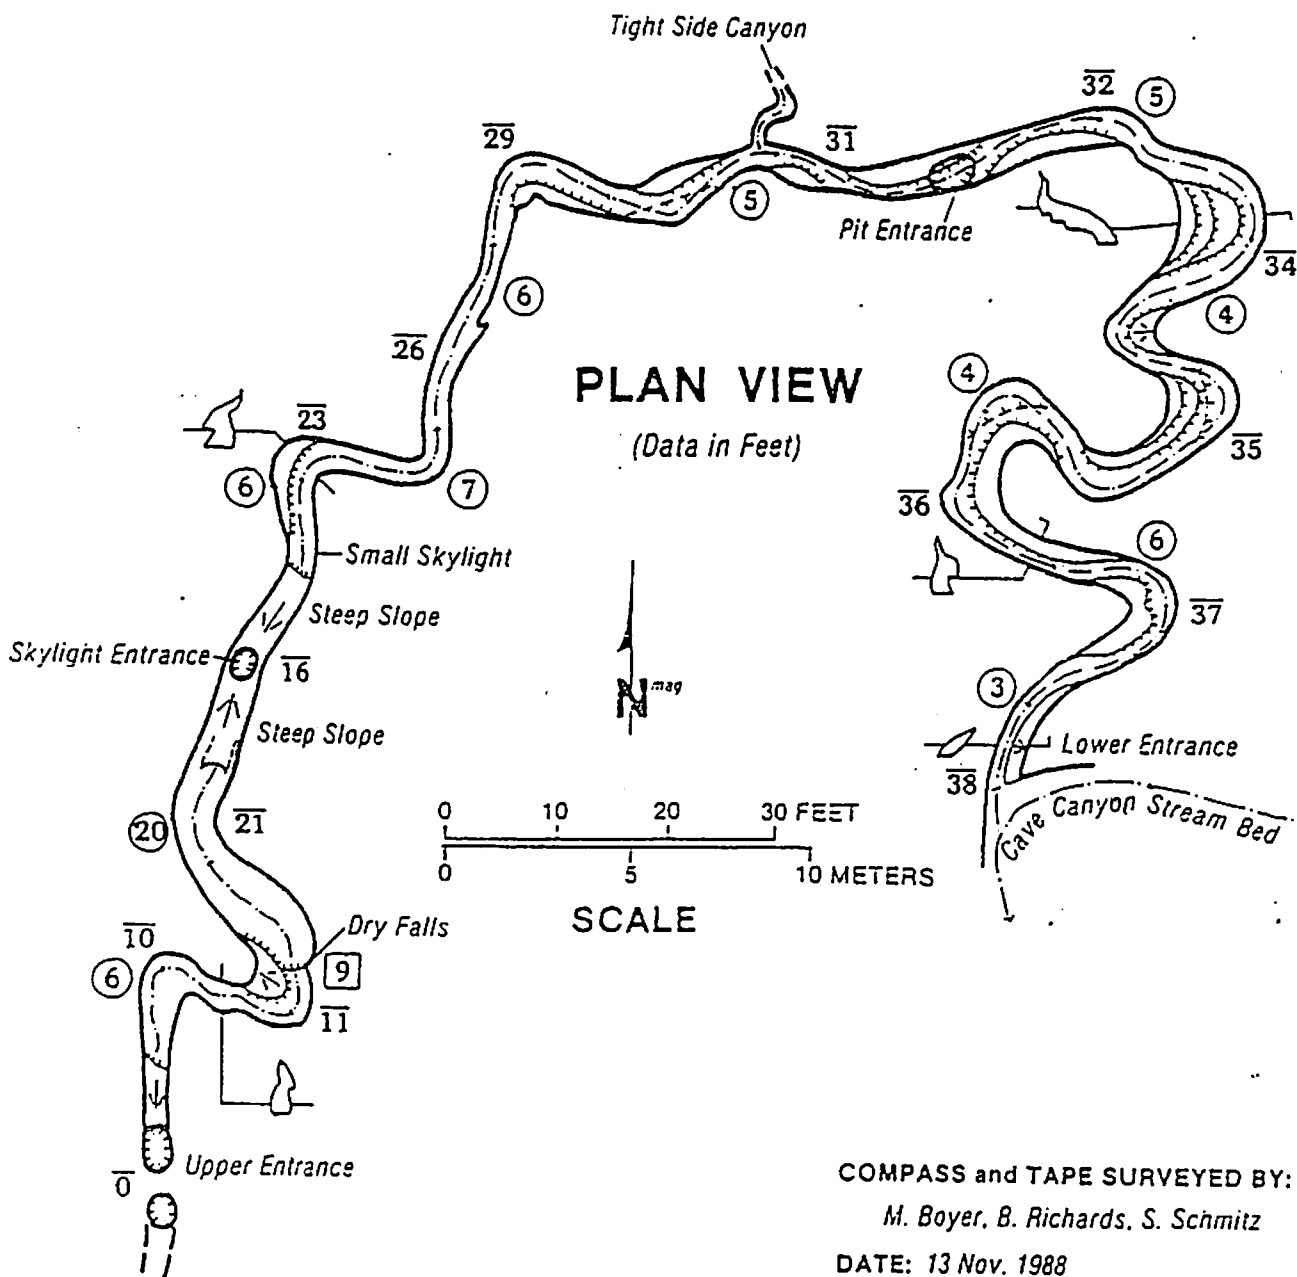 Tight Side Canyon
32
5
29
31
5
Pit Entrance
34
6
4
26
PLAN VIEW
4
23
(Data in Feet)
35
6
7
36
Small Skylight
6
Steep Slope
37
Skylight Entrance
16
N mag
3
Steep Slope
Lower Entrance
38
0 10 20 30 FEET
20
21
Cave Canyon Stream Bed
0 5 10 METERS
SCALE
Dry Falls
10
6
9
11
Upper Entrance
0
COMPASS and TAPE SURVEYED BY:
M. Boyer, B. Richards, S. Schmitz
DATE: 13 Nov. 1988